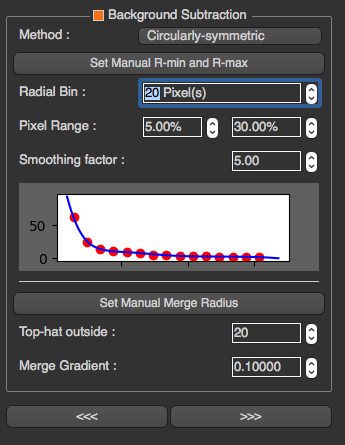 Background Subtraction
Method : Circularly-symmetric
Set Manual R-min and R-max
Radial Bin : 20 Pixel(s)
Pixel Range : 5.00% 30.00%
Smoothing factor : 5.00
50
0
Set Manual Merge Radius
Top-hat outside : 20
Merge Gradient : 0.10000
<<< >>>